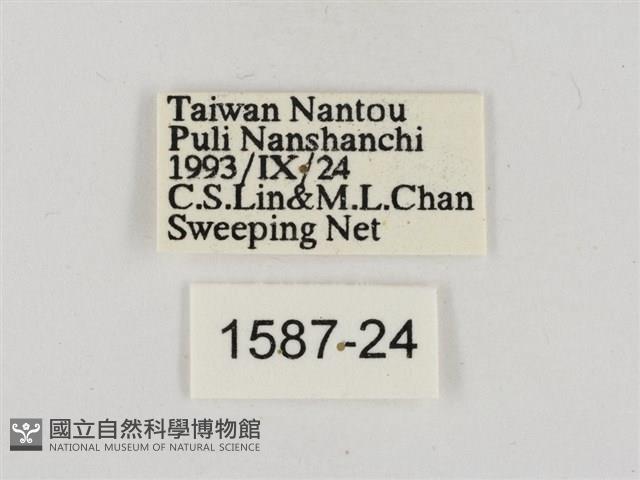 Taiwan Nantou
Puli Nanshanchi
1993/IX/24
C.S.Lin&M.L.Chan
Sweeping Net
1587-24
國立自然科學博物館
NATIONAL MUSEUM OF NATURAL SCIENCE